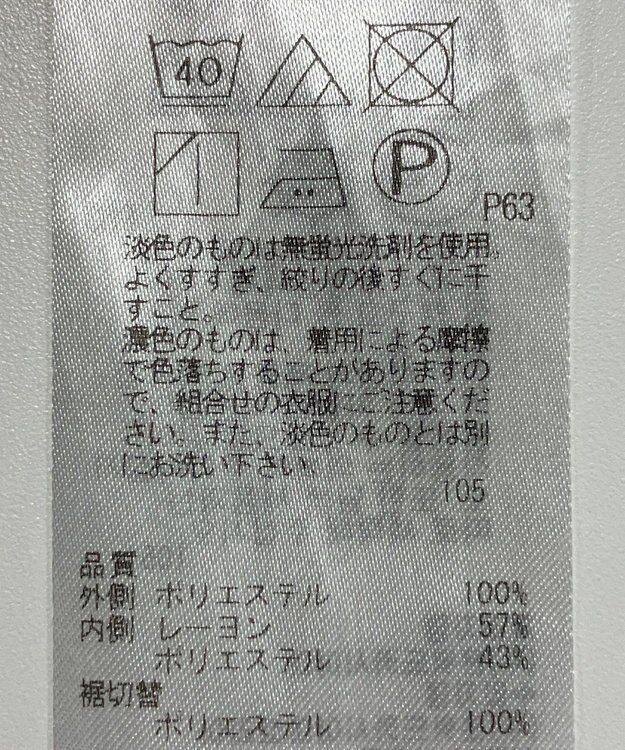 40
P
P63
淡色のものは無蛍光洗剤を使用。
よくすすぎ、絞りの後すぐに干
すこと。
濃色のものは、着用による摩擦
で色落ちすることがありますの
で、組合せの衣服にご注意くだ
さい。また、淡色のものとは別
にお洗い下さい。
105
品質
外側 ポリエステル 100%
内側 レーヨン 57%
ポリエステル 43%
裾切替
ポリエステル 100%